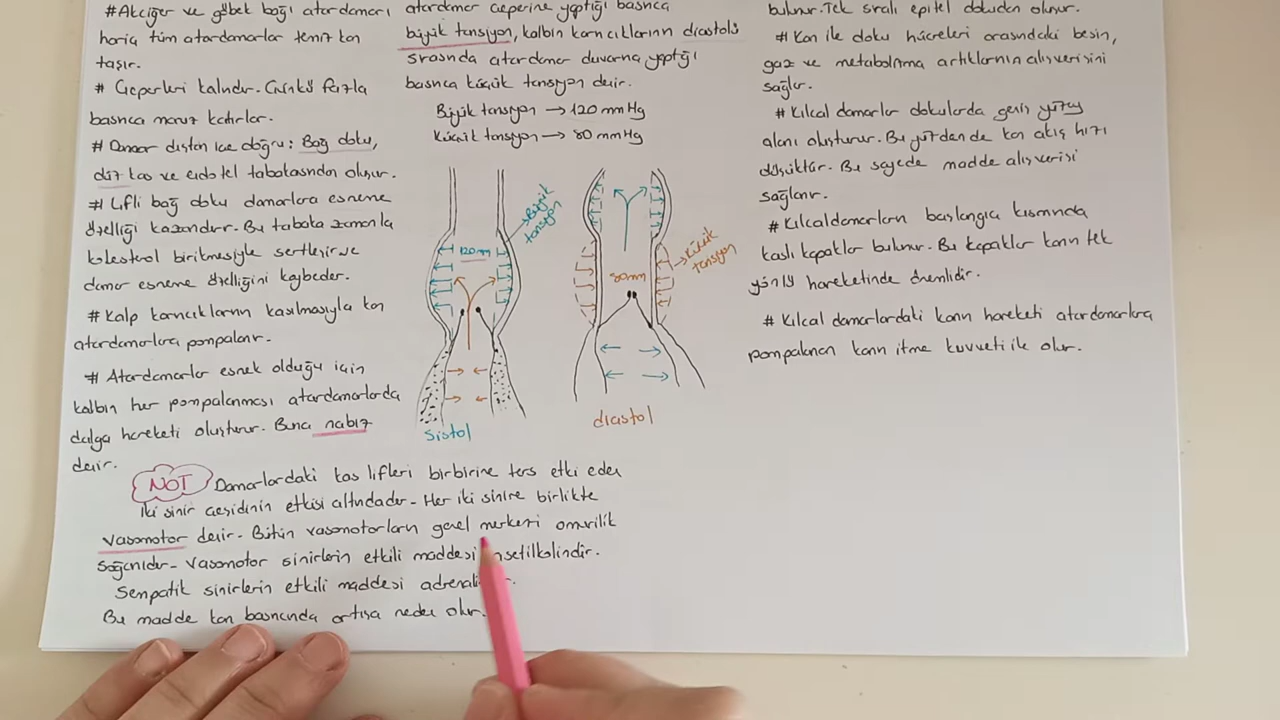 #Akciğer ve göbek bağı atardamarı
hariç tüm atardamarlar temiz kan
taşır.
# Çeperleri kalındır. Çünkü fazla
basınca maruz kalırlar.
# Damar dıştan içe doğru: Bağ doku,
düz kas ve endotel tabakasından oluşur.
# Lifli bağ doku damarlara esneme
özelliği kazandırır. Bu tabaka zamanla
kolesterol birikmesiyle sertleşir ve
damar esneme özelliğini kaybeder.
# Kalp karıncıkların kasılmasıyla kan
atardamarlara pompalanır.
# Atardamarlar esnek olduğu için
kalbin her pompalanması atardamarlarda
dalga hareketi oluşturur. Buna nabız
denir.
atardamar çeperine yaptığı basınca
büyük tansiyon, kalbin karıncıklarının diastolü
sırasında atardamar duvarına yaptığı
basınca küçük tansiyon denir.
Büyük tansiyon → 120 mmHg
Küçük tansiyon → 80 mmHg
Büyük
tansiyon
120mm
sistol
Küçük
tansiyon
80mm
diastol
NOT Damarlardaki kas lifleri birbirine ters etki eden
iki sinir çeşidinin etkisi altındadır. Her iki sinire birlikte
vasomotor denir. Bütün vasomotorların genel merkezi omurilik
soğanıdır. Vasomotor sinirlerin etkili maddesi asetilkolindir.
Sempatik sinirlerin etkili maddesi
Bu madde kan basıncında artışa neden olur.
bulunur. Tek sıralı epitel dokudan oluşur.
# Kan ile doku hücreleri arasındaki besin,
gaz ve metabolizma artıklarının alışverişini
sağlar.
# Kılcal damarlar dokularda geniş yüzey
alanı oluşturur. Bu yüzden de kan akış hızı
düşüktür. Bu sayede madde alışverişi
sağlanır.
# Kılcaldamarların başlangıç kısmında
kaslı kapaklar bulunur. Bu kapaklar kanın tek
yönlü hareketinde önemlidir.
# Kılcal damarlardaki kanın hareketi atardamarlara
pompalanan kanın itme kuvveti ile olur.